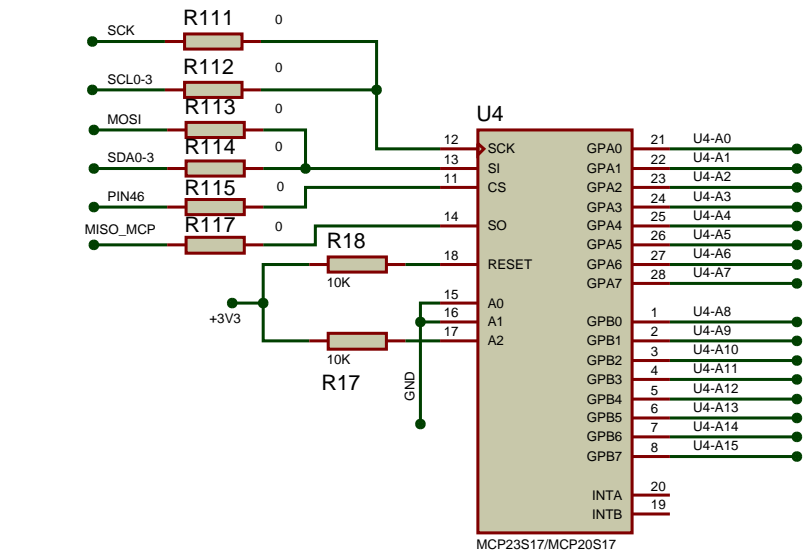 R111 0
SCK
R112 0
SCL0-3
R113 0
MOSI
R114 0
SDA0-3
R115 0
PIN46
R117 0
MISO_MCP
R18
10K
+3V3
10K
R17
GND
U4
12 SCK
13 SI
11 CS
14 SO
18 RESET
15 A0
16 A1
17 A2
GPA0 21 U4-A0
GPA1 22 U4-A1
GPA2 23 U4-A2
GPA3 24 U4-A3
GPA4 25 U4-A4
GPA5 26 U4-A5
GPA6 27 U4-A6
GPA7 28 U4-A7
GPB0 1 U4-A8
GPB1 2 U4-A9
GPB2 3 U4-A10
GPB3 4 U4-A11
GPB4 5 U4-A12
GPB5 6 U4-A13
GPB6 7 U4-A14
GPB7 8 U4-A15
INTA 20
INTB 19
MCP23S17/MCP20S17